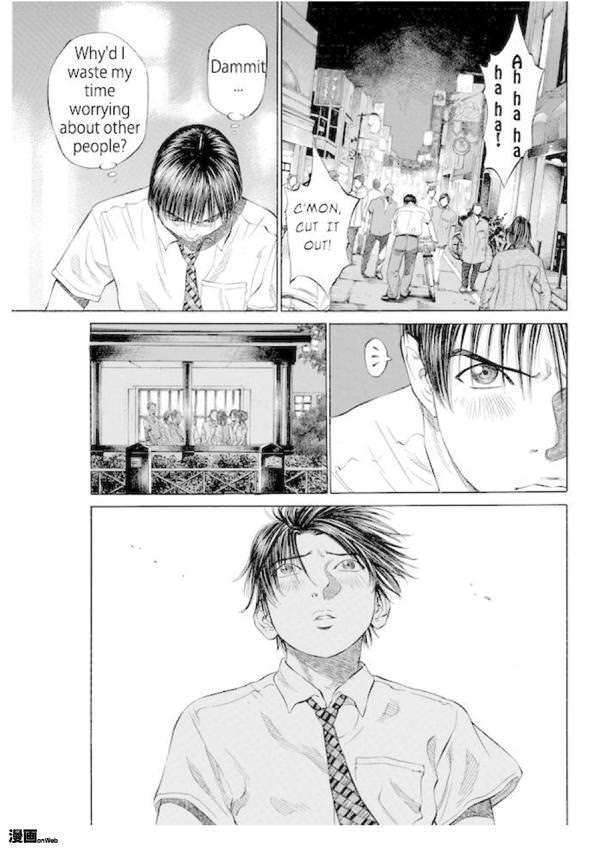 Ah ha ha
ha ha!
C'MON,
CUT IT
OUT!
Dammit
...
Why'd I
waste my
time
worrying
about other
people?
漫画onWeb